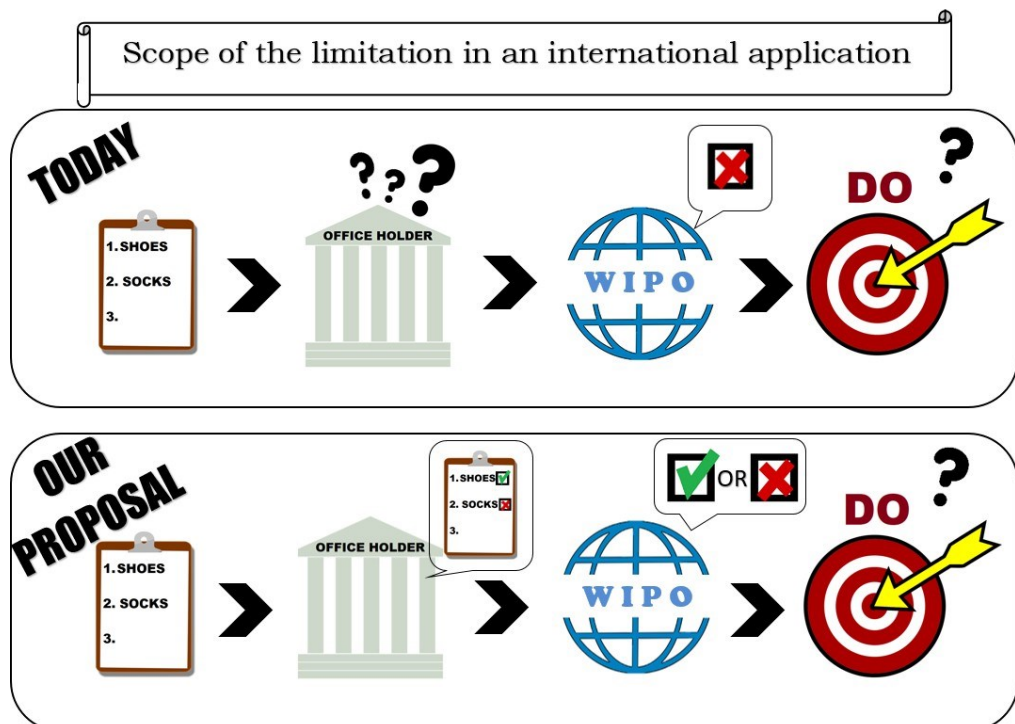 Scope of the limitation in an international application
TODAY
1. SHOES
2. SOCKS
3.
? ? ?
OFFICE HOLDER
WIPO
DO
?
OUR
PROPOSAL
1. SHOES
2. SOCKS
3.
OFFICE HOLDER
1. SHOES
2. SOCKS
3.
OR
WIPO
DO
?